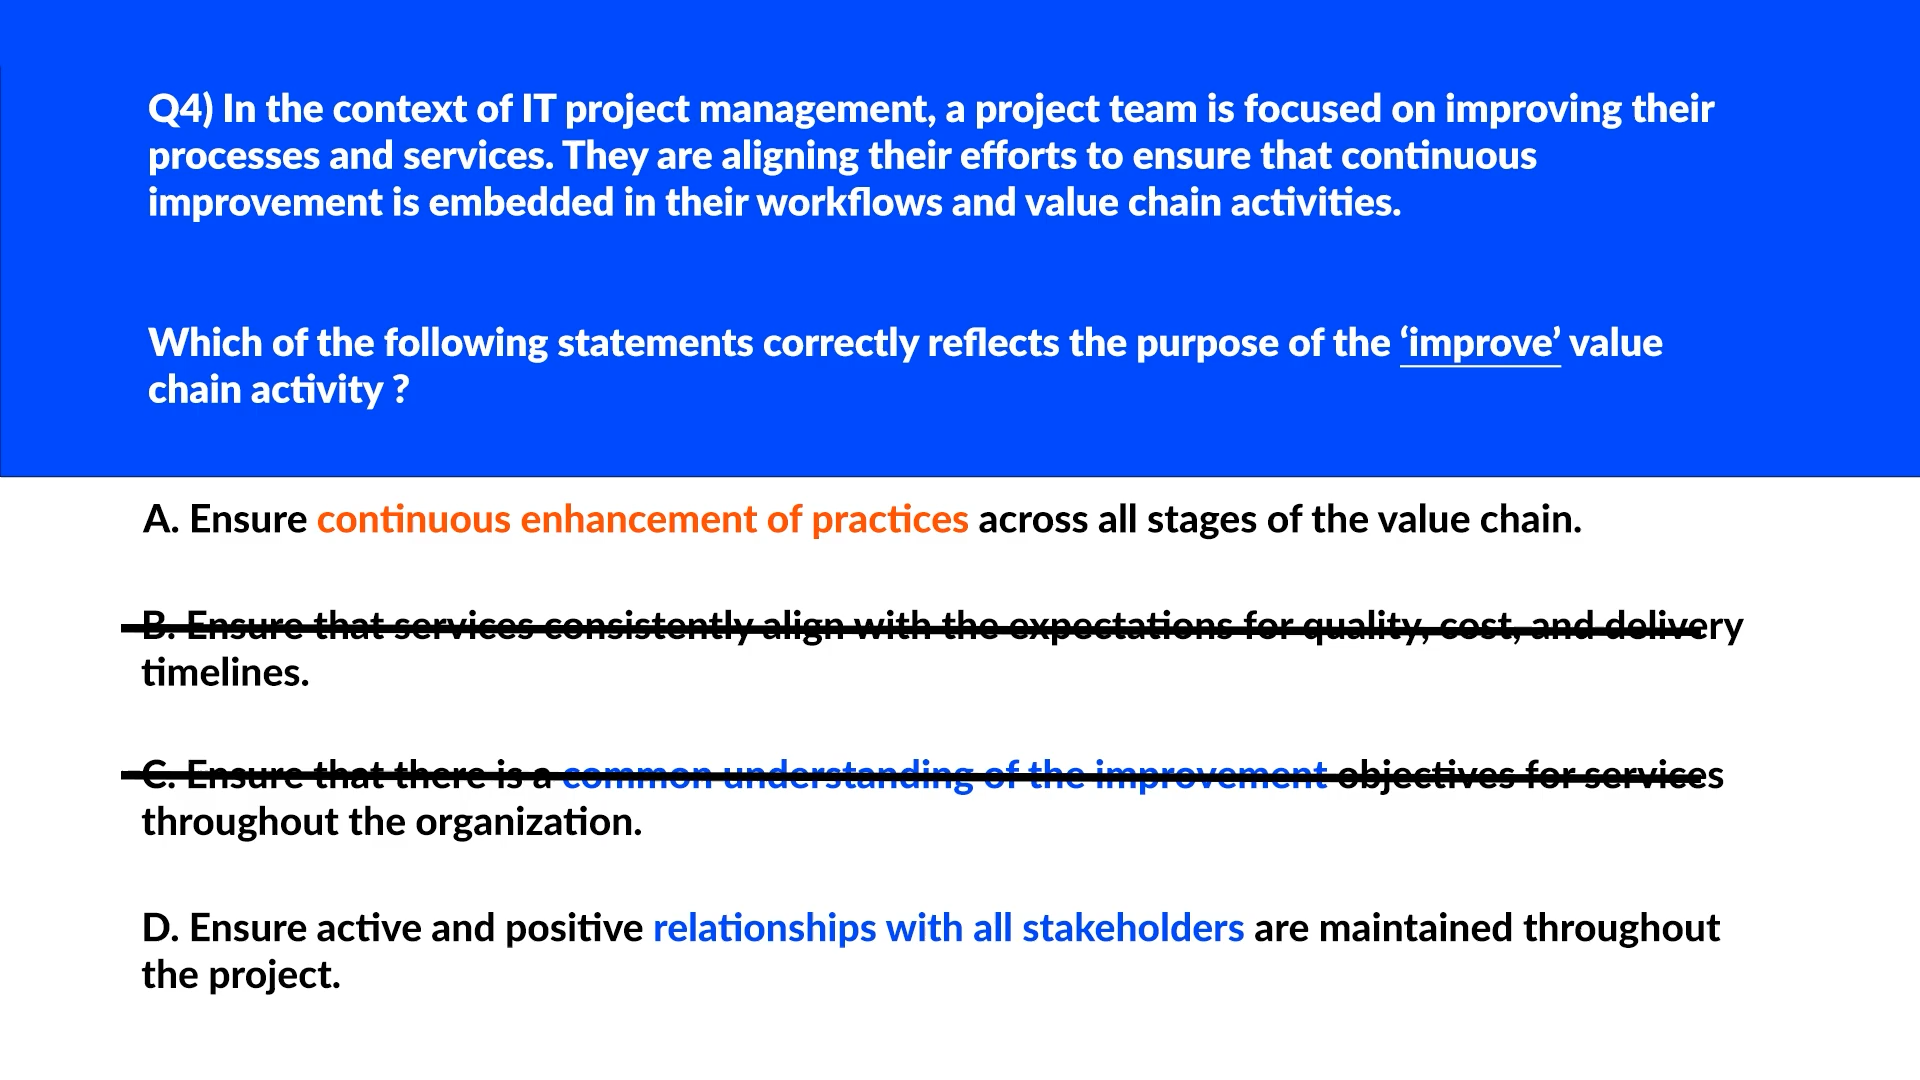 Q4) In the context of IT project management, a project team is focused on improving their
processes and services. They are aligning their efforts to ensure that continuous
improvement is embedded in their workflows and value chain activities.
Which of the following statements correctly reflects the purpose of the ‘improve’ value
chain activity ?
A. Ensure continuous enhancement of practices across all stages of the value chain.
B. Ensure that services consistently align with the expectations for quality, cost, and delivery
timelines.
C. Ensure that there is a common understanding of the improvement objectives for services
throughout the organization.
D. Ensure active and positive relationships with all stakeholders are maintained throughout
the project.